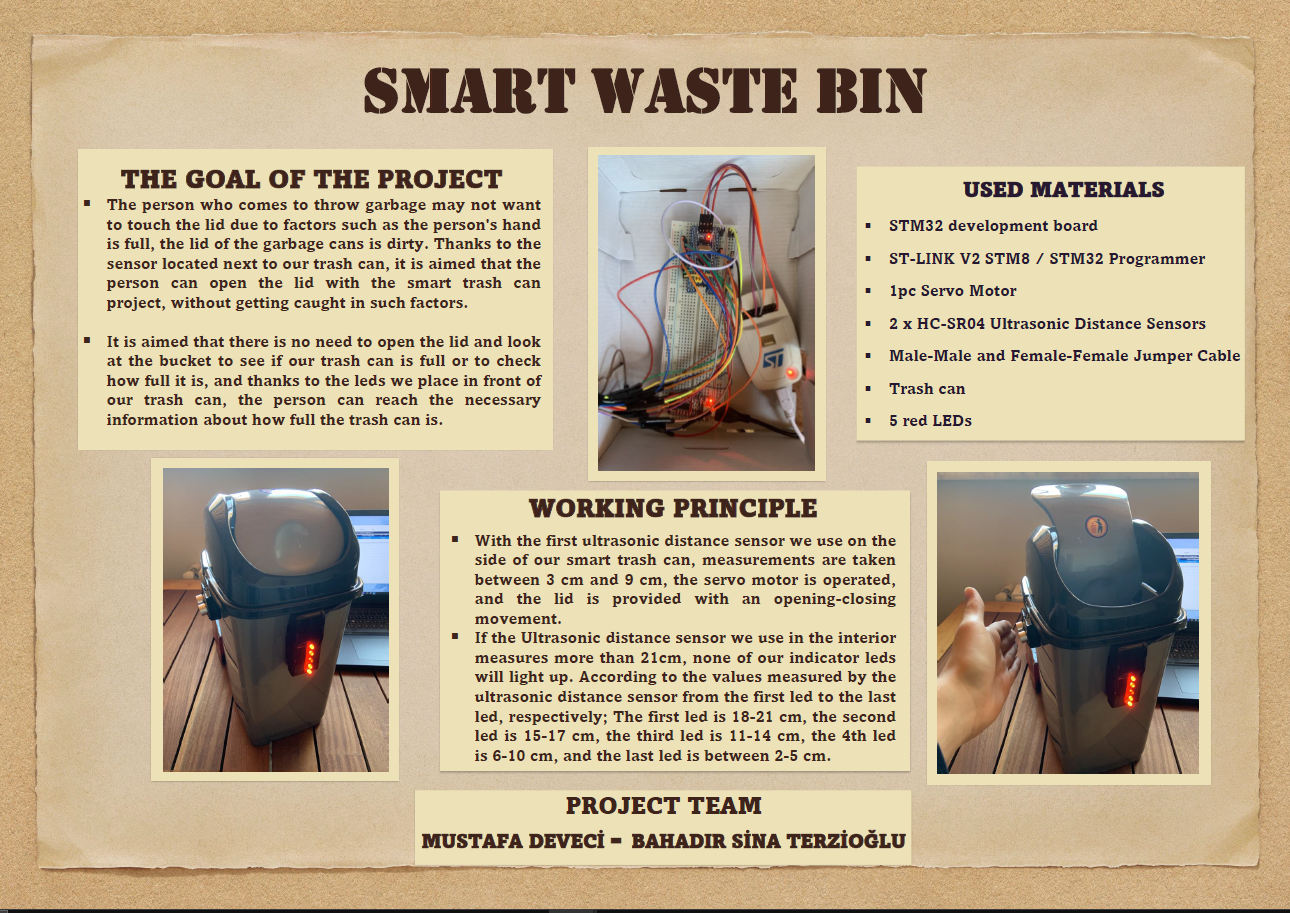 SMART WASTE BIN
THE GOAL OF THE PROJECT
▪ The person who comes to throw garbage may not want
to touch the lid due to factors such as the person's hand
is full, the lid of the garbage cans is dirty. Thanks to the
sensor located next to our trash can, it is aimed that the
person can open the lid with the smart trash can
project, without getting caught in such factors.
▪ It is aimed that there is no need to open the lid and look
at the bucket to see if our trash can is full or to check
how full it is, and thanks to the leds we place in front of
our trash can, the person can reach the necessary
information about how full the trash can is.
ST
USED MATERIALS
▪ STM32 development board
▪ ST-LINK V2 STM8 / STM32 Programmer
▪ 1pc Servo Motor
▪ 2 x HC-SR04 Ultrasonic Distance Sensors
▪ Male-Male and Female-Female Jumper Cable
▪ Trash can
▪ 5 red LEDs
WORKING PRINCIPLE
▪ With the first ultrasonic distance sensor we use on the
side of our smart trash can, measurements are taken
between 3 cm and 9 cm, the servo motor is operated,
and the lid is provided with an opening-closing
movement.
▪ If the Ultrasonic distance sensor we use in the interior
measures more than 21cm, none of our indicator leds
will light up. According to the values measured by the
ultrasonic distance sensor from the first led to the last
led, respectively; The first led is 18-21 cm, the second
led is 15-17 cm, the third led is 11-14 cm, the 4th led
is 6-10 cm, and the last led is between 2-5 cm.
PROJECT TEAM
MUSTAFA DEVECİ - BAHADIR SİNA TERZİOĞLU